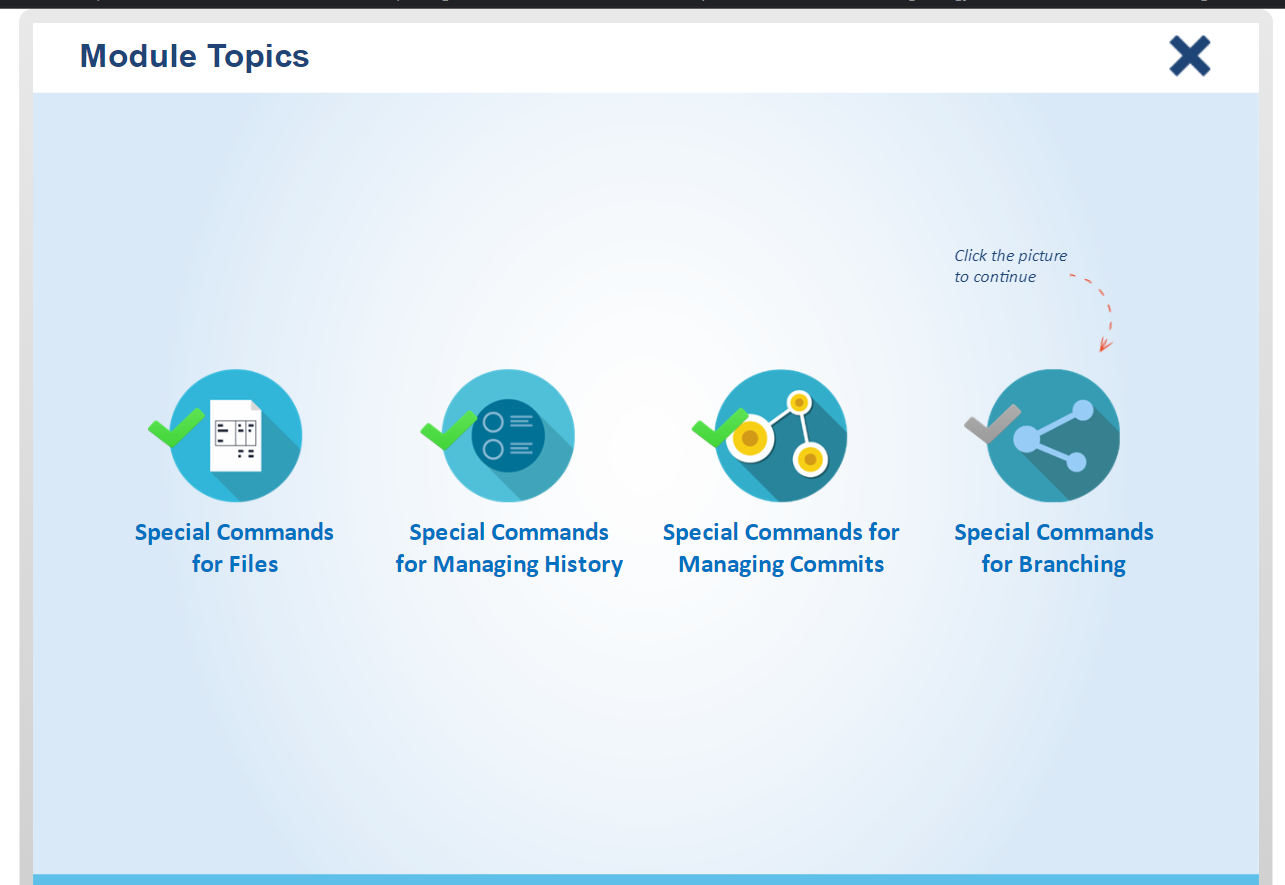 Module Topics
Click the picture
to continue
Special Commands
for Files
Special Commands
for Managing History
Special Commands for
Managing Commits
Special Commands
for Branching